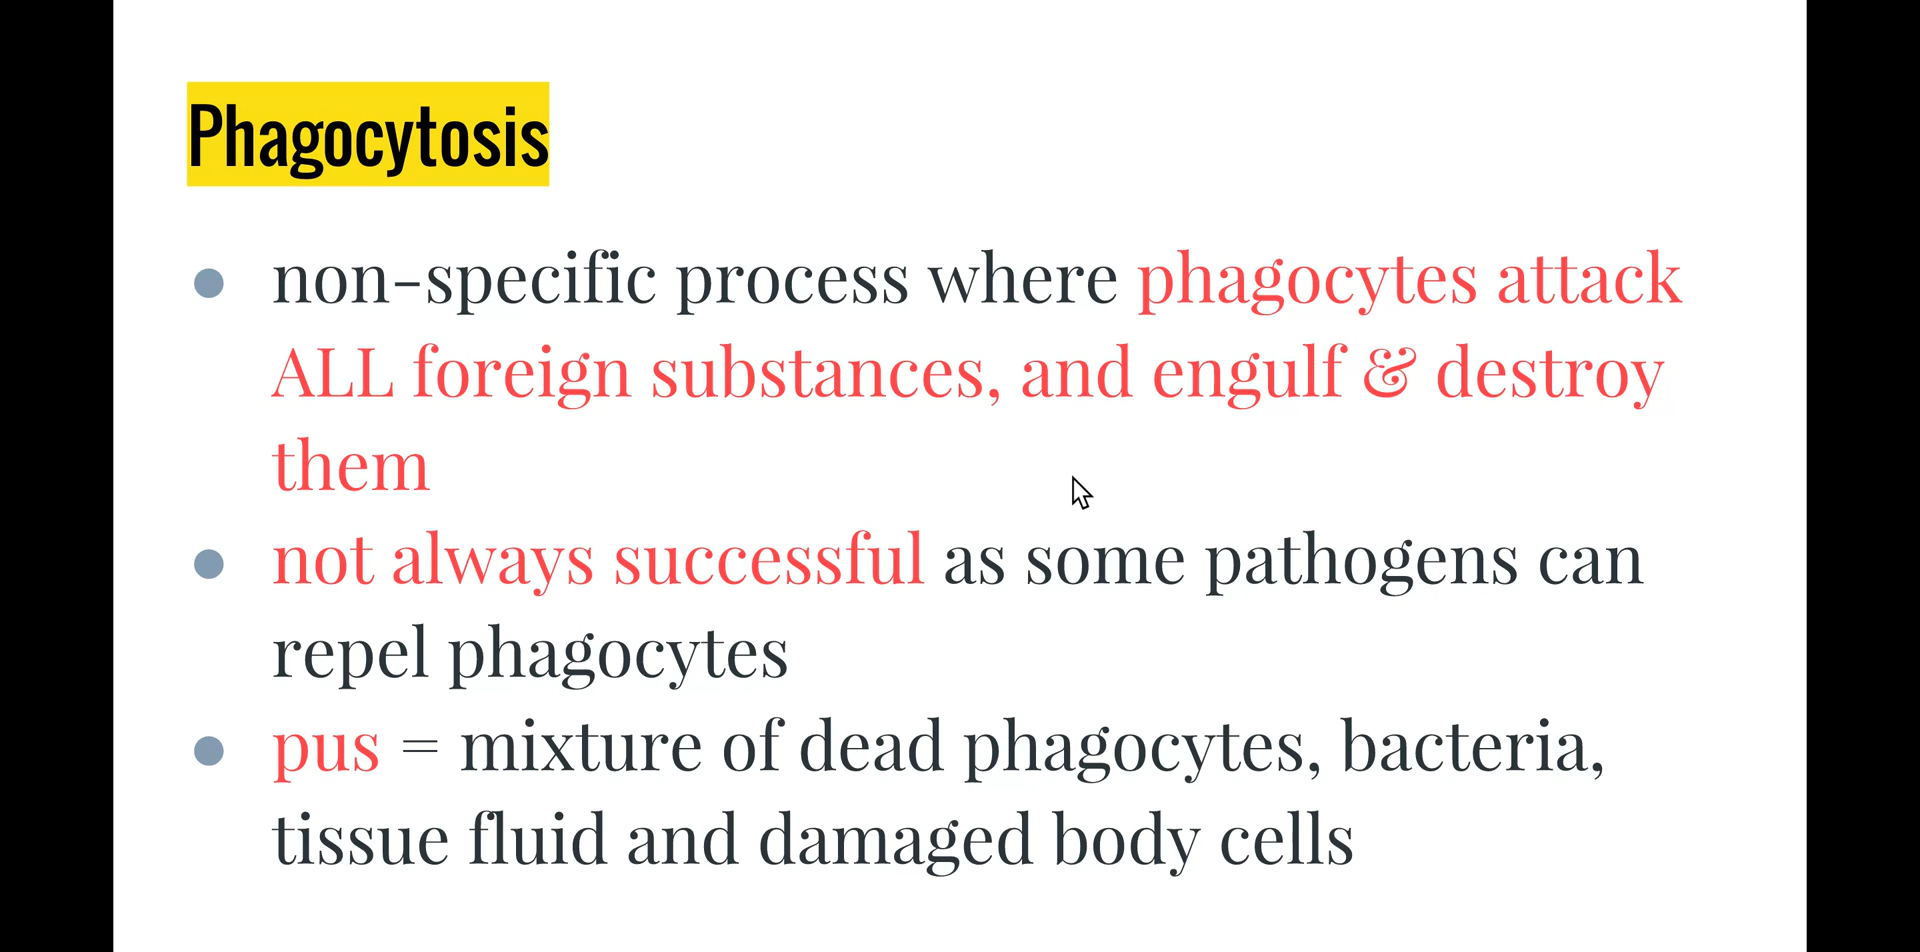 Phagocytosis
non-specific process where phagocytes attack
ALL foreign substances, and engulf & destroy
them
not always successful as some pathogens can
repel phagocytes
pus = mixture of dead phagocytes, bacteria,
tissue fluid and damaged body cells